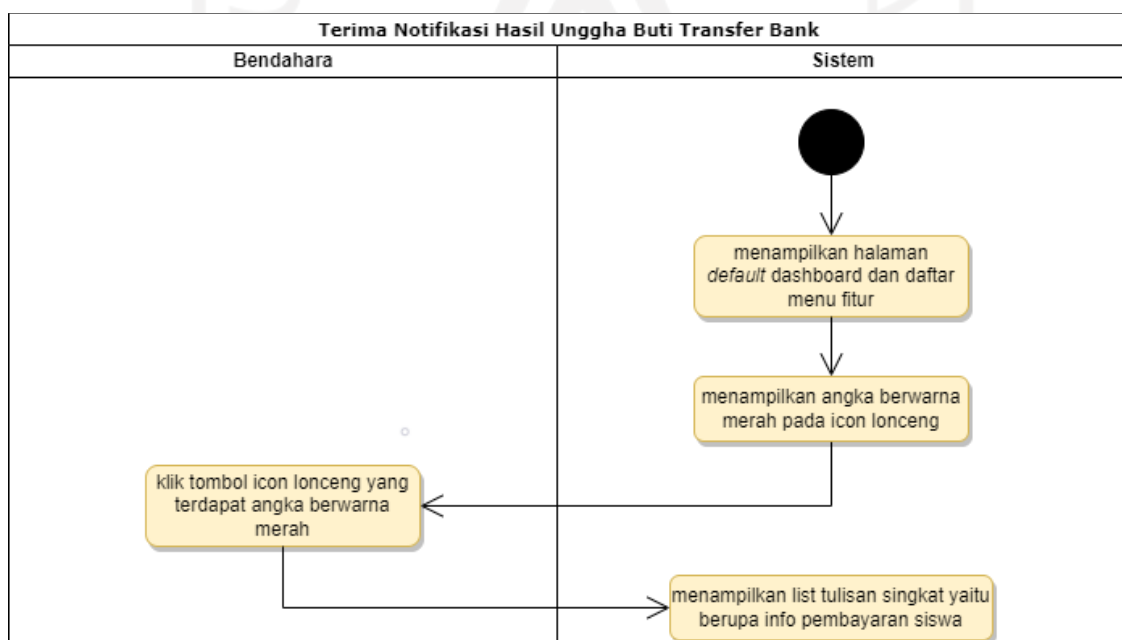 Terima Notifikasi Hasil Unggha Buti Transfer Bank
Bendahara
Sistem
menampilkan halaman
default dashboard dan daftar
menu fitur
menampilkan angka berwarna
merah pada icon lonceng
klik tombol icon lonceng yang
terdapat angka berwarna
merah
menampilkan list tulisan singkat yaitu
berupa info pembayaran siswa